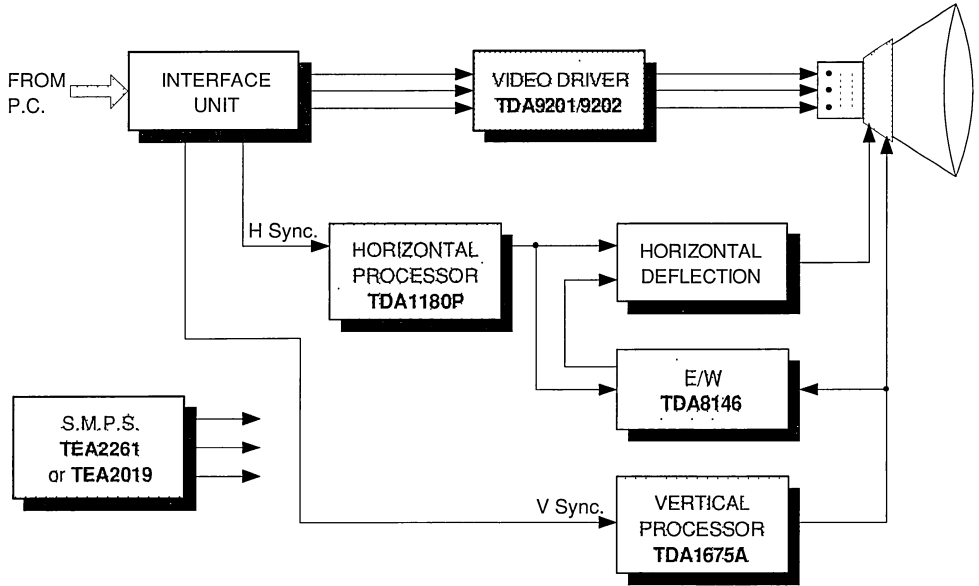 FROM
P.C.
INTERFACE
UNIT
VIDEO DRIVER
TDA9201/9202
H Sync.
HORIZONTAL
PROCESSOR
TDA1180P
HORIZONTAL
DEFLECTION
E/W
TDA8146
S.M.P.S.
TEA2261
or TEA2019
V Sync.
VERTICAL
PROCESSOR
TDA1675A